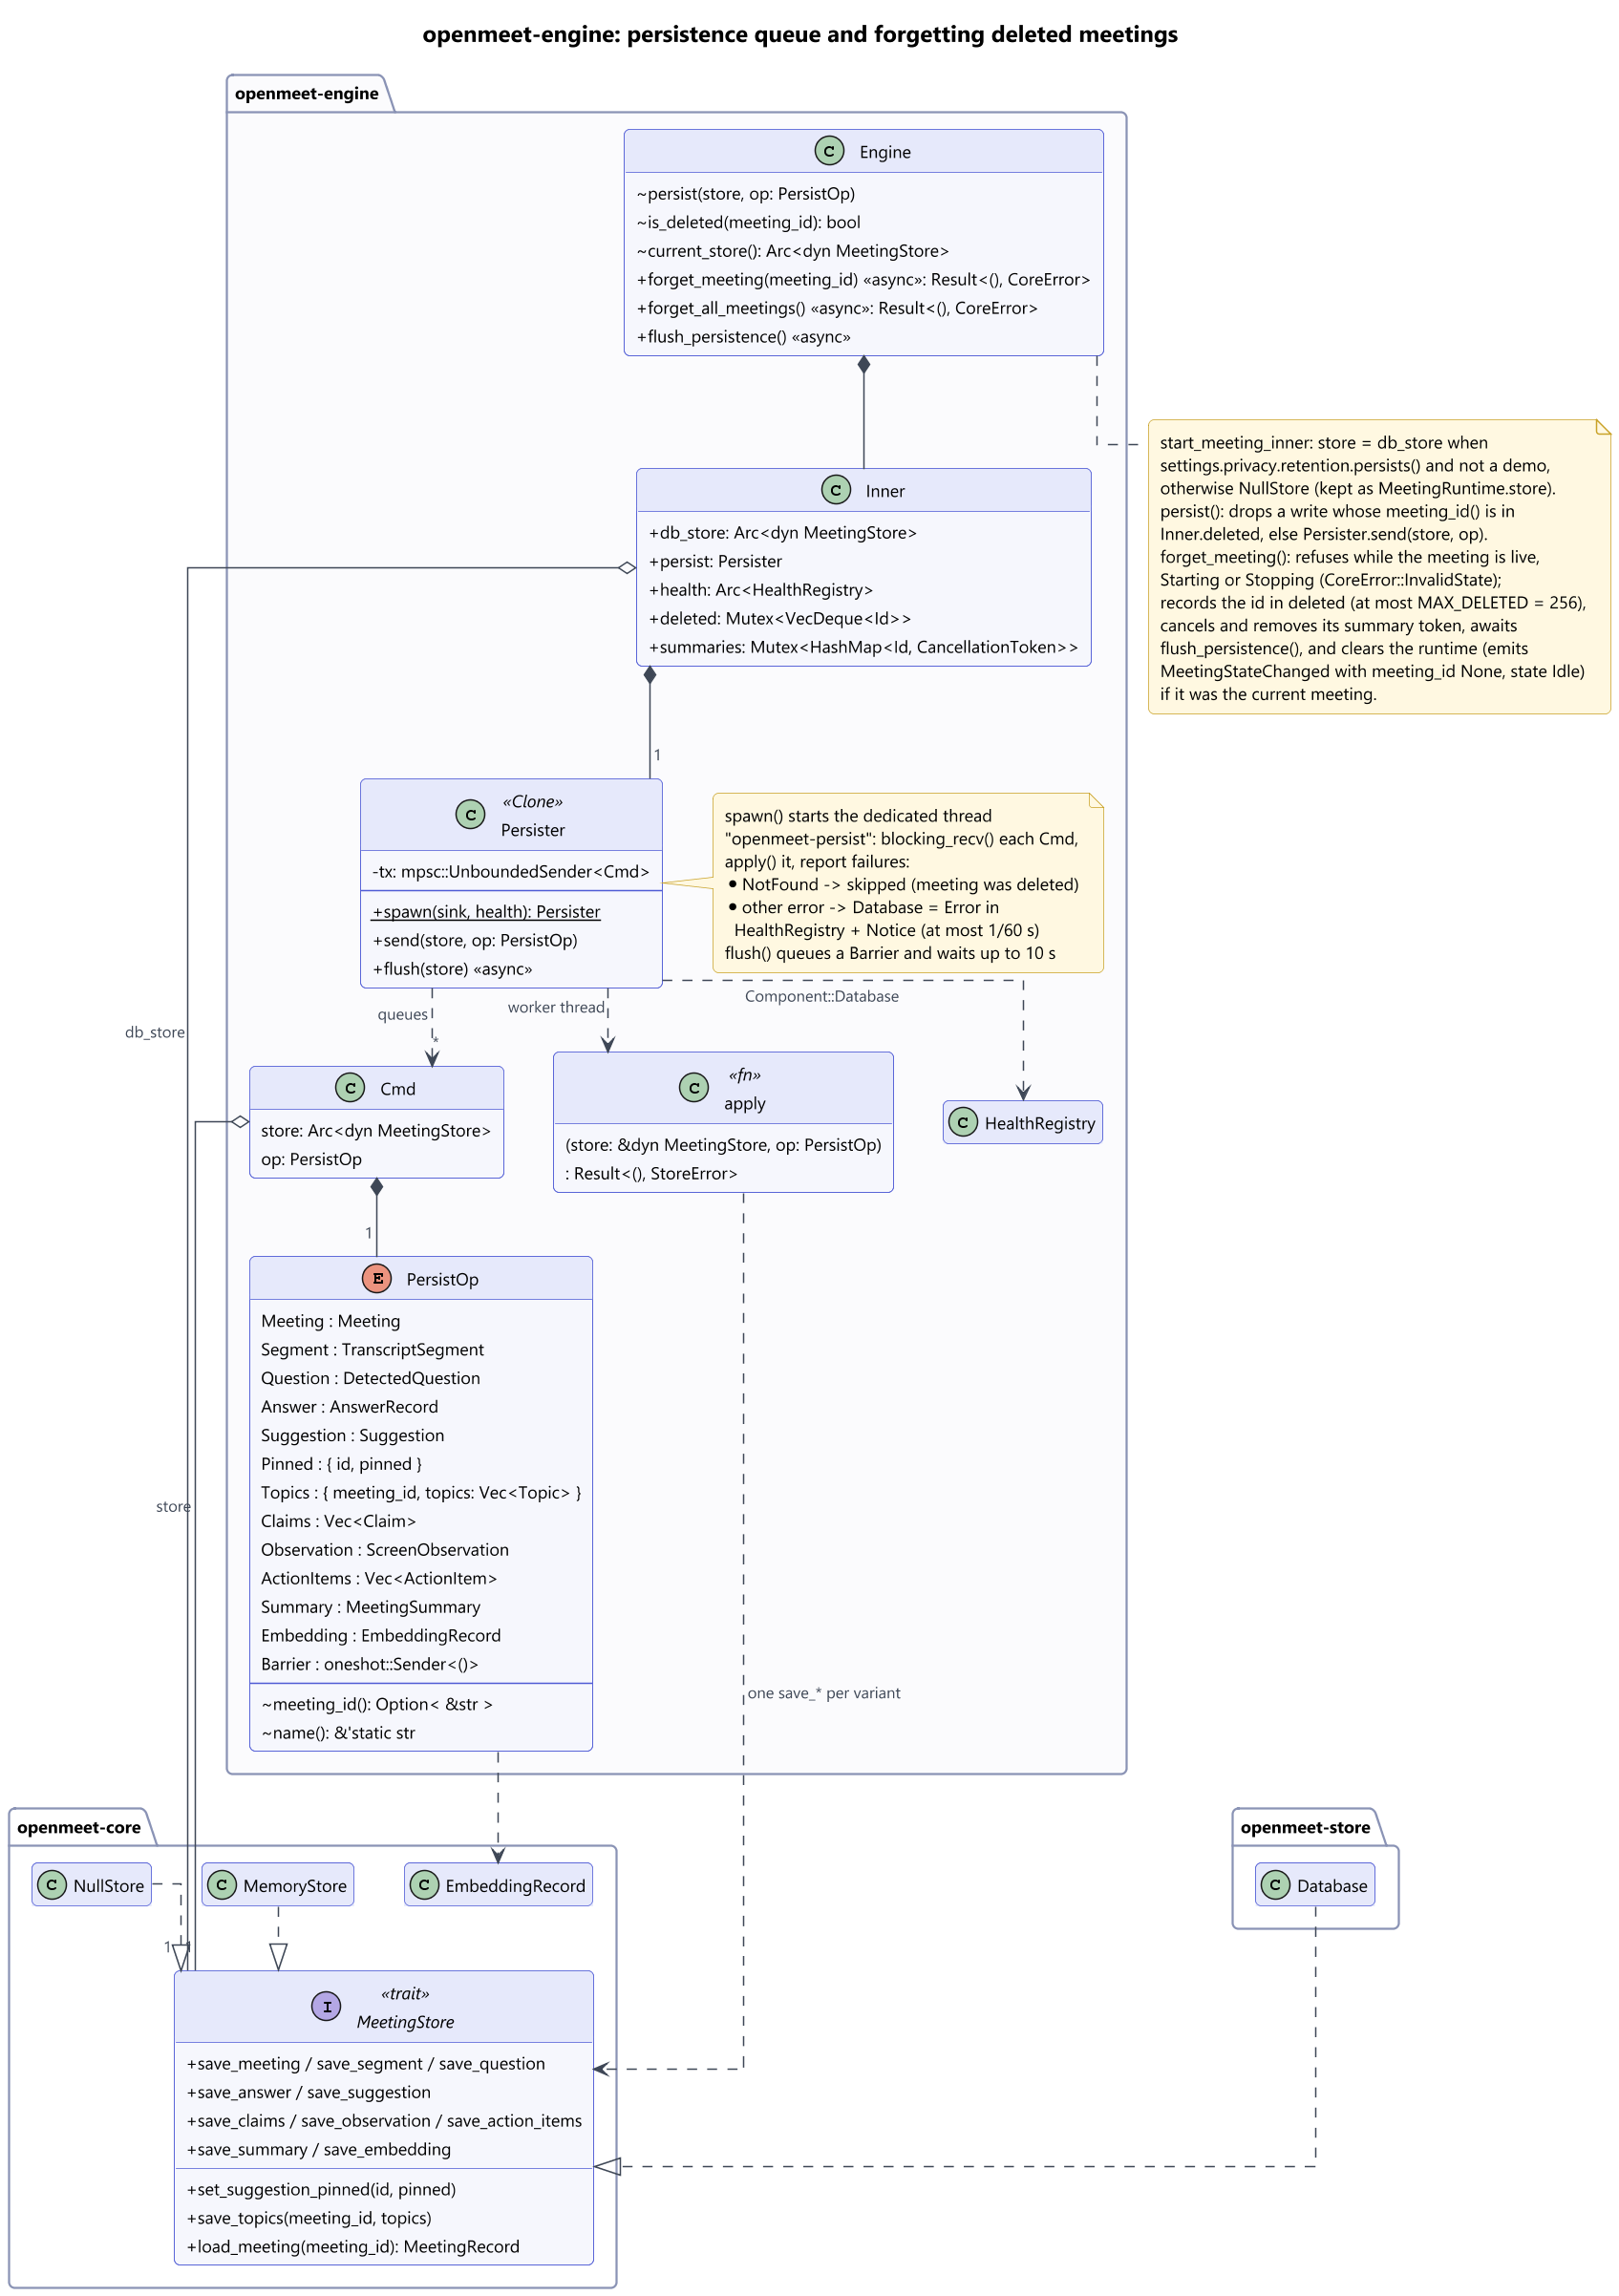 openmeet-engine: persistence queue and forgetting deleted meetings
openmeet-engine
Engine
~persist(store, op: PersistOp)
~is_deleted(meeting_id): bool
~current_store(): Arc<dyn MeetingStore>
+forget_meeting(meeting_id) «async»: Result<(), CoreError>
+forget_all_meetings() «async»: Result<(), CoreError>
+flush_persistence() «async»
start_meeting_inner: store = db_store when
settings.privacy.retention.persists() and not a demo,
otherwise NullStore (kept as MeetingRuntime.store).
persist(): drops a write whose meeting_id() is in
Inner.deleted, else Persister.send(store, op).
forget_meeting(): refuses while the meeting is live,
Starting or Stopping (CoreError::InvalidState);
records the id in deleted (at most MAX_DELETED = 256),
cancels and removes its summary token, awaits
flush_persistence(), and clears the runtime (emits
MeetingStateChanged with meeting_id None, state Idle)
if it was the current meeting.
Inner
+db_store: Arc<dyn MeetingStore>
+persist: Persister
+health: Arc<HealthRegistry>
+deleted: Mutex<VecDeque<Id>>
+summaries: Mutex<HashMap<Id, CancellationToken>>
1
«Clone»
Persister
-tx: mpsc::UnboundedSender<Cmd>
+spawn(sink, health): Persister
+send(store, op: PersistOp)
+flush(store) «async»
spawn() starts the dedicated thread
"openmeet-persist": blocking_recv() each Cmd,
apply() it, report failures:
• NotFound -> skipped (meeting was deleted)
• other error -> Database = Error in
HealthRegistry + Notice (at most 1/60 s)
flush() queues a Barrier and waits up to 10 s
queues
*
worker thread
Component::Database
db_store
Cmd
store: Arc<dyn MeetingStore>
op: PersistOp
«fn»
apply
(store: &dyn MeetingStore, op: PersistOp)
: Result<(), StoreError>
HealthRegistry
1
PersistOp
Meeting : Meeting
Segment : TranscriptSegment
Question : DetectedQuestion
Answer : AnswerRecord
Suggestion : Suggestion
Pinned : { id, pinned }
Topics : { meeting_id, topics: Vec<Topic> }
Claims : Vec<Claim>
Observation : ScreenObservation
ActionItems : Vec<ActionItem>
Summary : MeetingSummary
Embedding : EmbeddingRecord
Barrier : oneshot::Sender<()>
~meeting_id(): Option< &str >
~name(): &'static str
store
one save_* per variant
openmeet-core
NullStore
MemoryStore
EmbeddingRecord
1
1
«trait»
MeetingStore
+save_meeting / save_segment / save_question
+save_answer / save_suggestion
+save_claims / save_observation / save_action_items
+save_summary / save_embedding
+set_suggestion_pinned(id, pinned)
+save_topics(meeting_id, topics)
+load_meeting(meeting_id): MeetingRecord
openmeet-store
Database